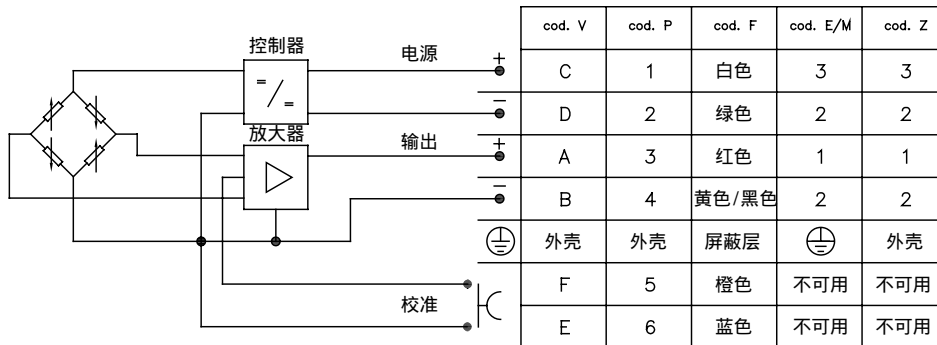 cod. V cod. P cod. F cod. E/M cod. Z
控制器
电源 + C 1 白色 3 3
− D 2 绿色 2 2
放大器
输出 + A 3 红色 1 1
− B 4 黄色/黑色 2 2
外壳 外壳 屏蔽层 外壳
F 5 橙色 不可用 不可用
校准
E 6 蓝色 不可用 不可用